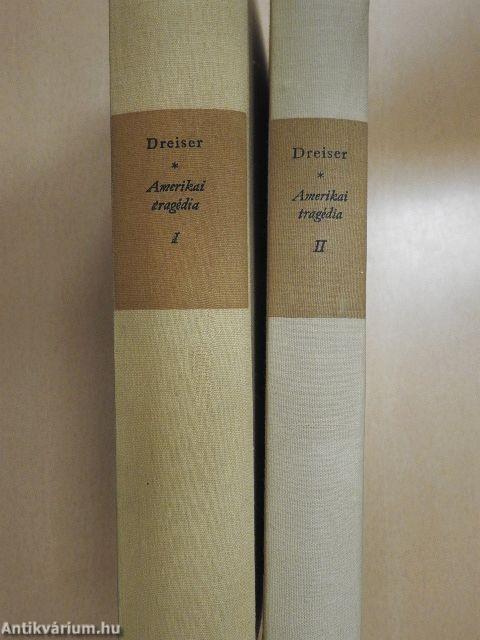 Dreiser
*
Amerikai
tragédia
I
Dreiser
*
Amerikai
tragédia
II
Antikvárium.hu